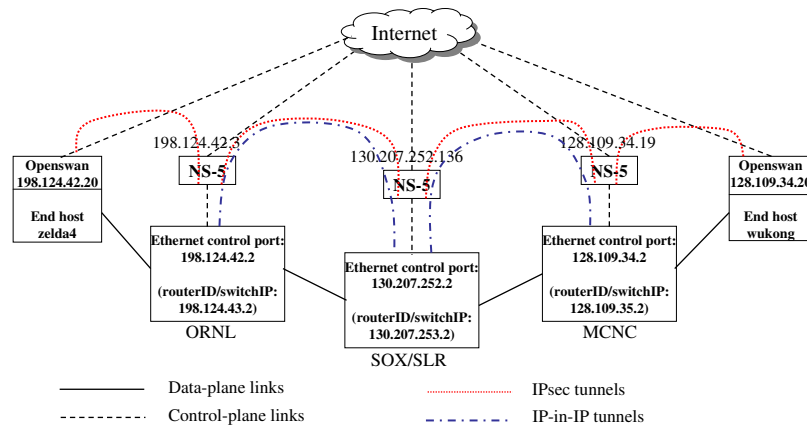 Internet
198.124.42.3
128.109.34.19
130.207.252.136
Openswan
198.124.42.20
End host
zelda4
NS-5
NS-5
NS-5
Openswan
128.109.34.20
End host
wukong
Ethernet control port:
198.124.42.2
(routerID/switchIP:
198.124.43.2)
ORNL
Ethernet control port:
130.207.252.2
(routerID/switchIP:
130.207.253.2)
SOX/SLR
Ethernet control port:
128.109.34.2
(routerID/switchIP:
128.109.35.2)
MCNC
Data-plane links
Control-plane links
IPsec tunnels
IP-in-IP tunnels